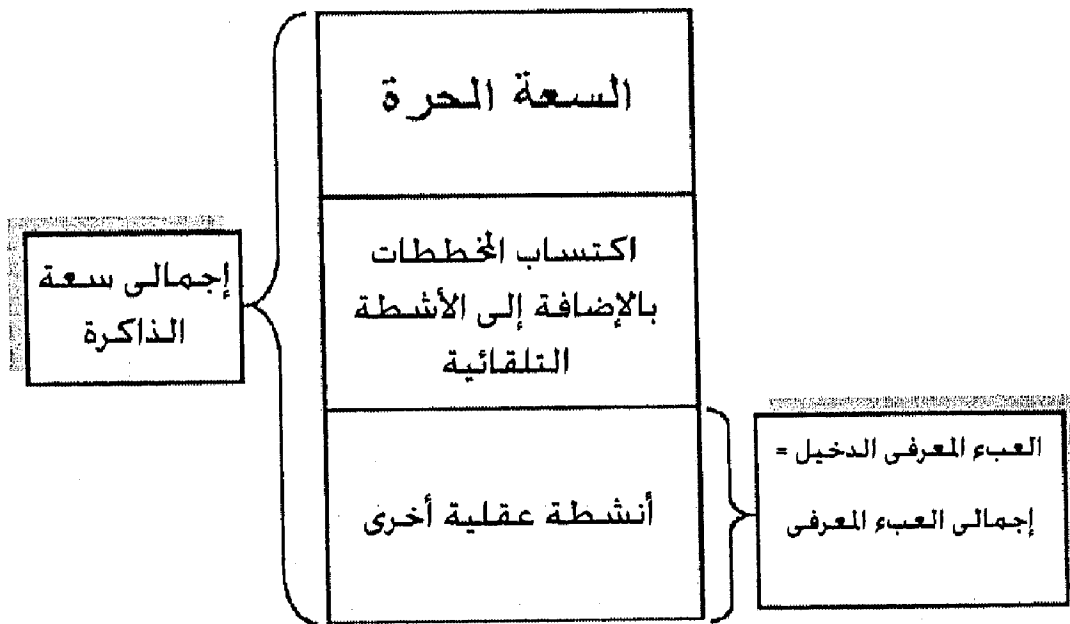 السعة الحرة
اكتساب المخططات
بالإضافة إلى الأشطة
التلقائية
أنشطة عقلية أخرى
إجمالى سعة
الذاكرة
العبء المعرفى الدخيل =
إجمالى العبء المعرفى